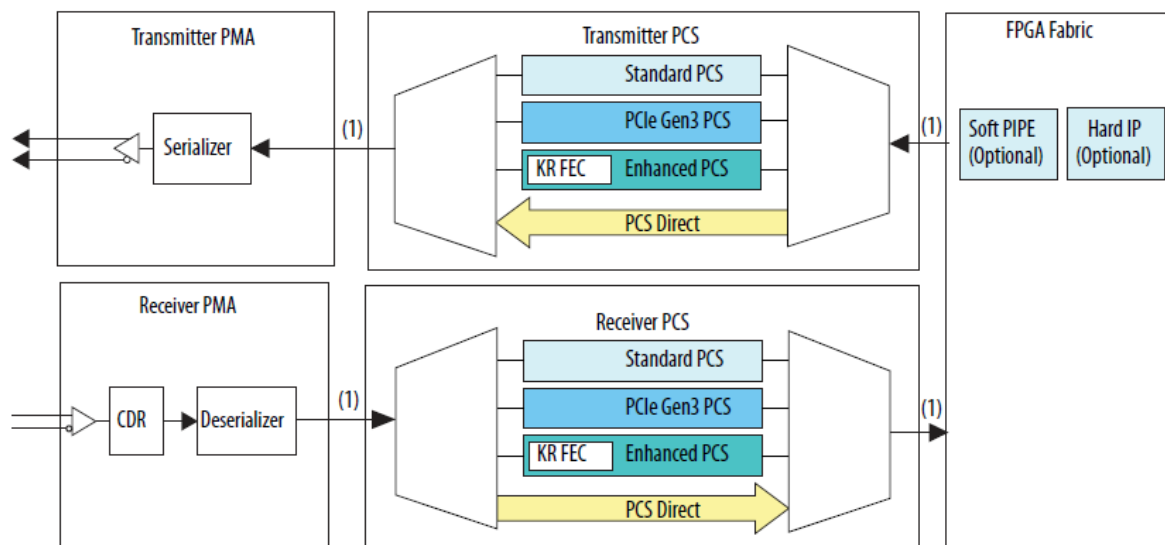 Transmitter PMA
Serializer
(1)
Transmitter PCS
Standard PCS
PCIe Gen3 PCS
KR FEC
Enhanced PCS
PCS Direct
(1)
FPGA Fabric
Soft PIPE
(Optional)
Hard IP
(Optional)
Receiver PMA
CDR
Deserializer
(1)
Receiver PCS
Standard PCS
PCIe Gen3 PCS
KR FEC
Enhanced PCS
PCS Direct
(1)